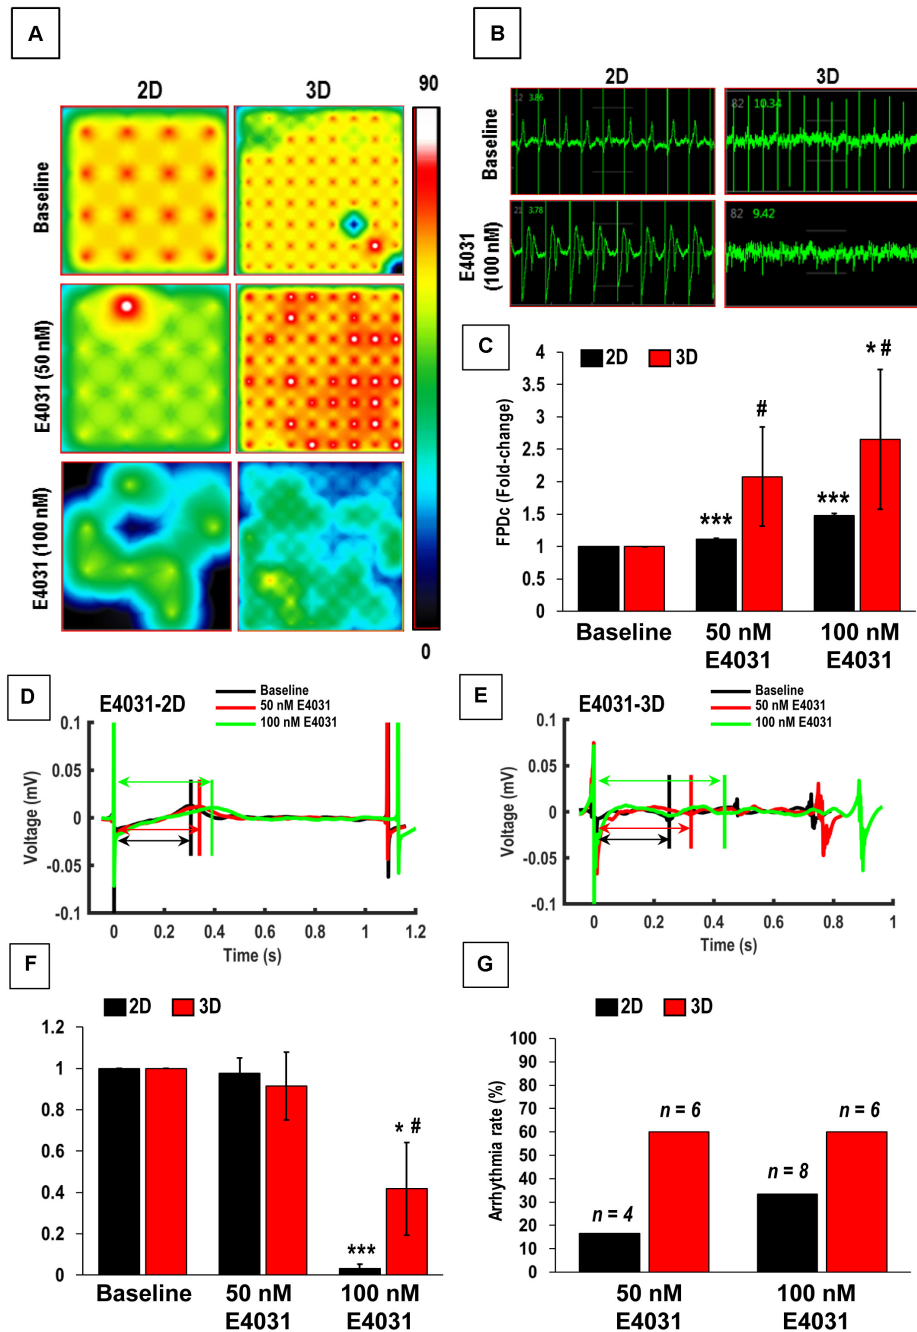 A
2D
3D
90
Baseline
E4031 (50 nM)
E4031 (100 nM)
0
B
2D
3D
Baseline
12 3.86
82 10.34
E4031
(100 nM)
21 3.78
82 9.42
C
2D
3D
FPDc (Fold-change)
4
3.5
3
2.5
2
1.5
1
0.5
0
***
#
***
* #
Baseline
50 nM
E4031
100 nM
E4031
D
E4031-2D
Baseline
50 nM E4031
100 nM E4031
Voltage (mV)
0.1
0.05
0
-0.05
-0.1
0 0.2 0.4 0.6 0.8 1 1.2
Time (s)
E
E4031-3D
Baseline
50 nM E4031
100 nM E4031
Voltage (mV)
0.1
0.05
0
-0.05
-0.1
0 0.2 0.4 0.6 0.8 1
Time (s)
F
2D
3D
1.2
1
0.8
0.6
0.4
0.2
0
***
* #
Baseline
50 nM
E4031
100 nM
E4031
G
2D
3D
Arrhythmia rate (%)
100
90
80
70
60
50
40
30
20
10
0
n = 4
n = 6
n = 8
n = 6
50 nM
E4031
100 nM
E4031